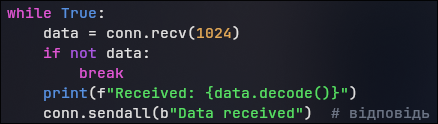 while True:
    data = conn.recv(1024)
    if not data:
        break
    print(f"Received: {data.decode()}")
    conn.sendall(b"Data received")  # відповідь